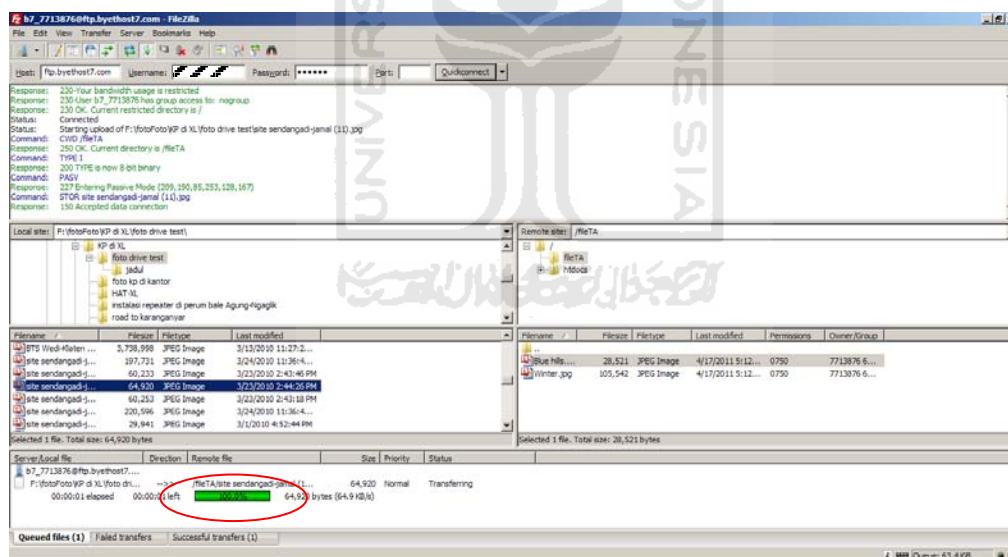 b7_7713876@ftp.byethost7.com - FileZilla
File Edit View Transfer Server Bookmarks Help
Host: ftp.byethost7.com Username: Password: •••••• Port: Quickconnect
Response: 230-Your bandwidth usage is restricted
Response: 230-User b7_7713876 has group access to: nogroup
Response: 230 OK. Current restricted directory is /
Status: Connected
Status: Starting upload of F:\fotoFoto\KP di XL\foto drive test\site sendangadi-jamal (11).jpg
Command: CWD /fileTA
Response: 250 OK. Current directory is /fileTA
Command: TYPE I
Response: 200 TYPE is now 8-bit binary
Command: PASV
Response: 227 Entering Passive Mode (209,190,85,253,128,167)
Command: STOR site sendangadi-jamal (11).jpg
Response: 150 Accepted data connection
Local site: F:\fotoFoto\KP di XL\foto drive test\
KP di XL
foto drive test
jadul
foto kp di kantor
HAT-XL
instalasi repeater di perum bale Agung-Ngaglik
road to karanganyar
Remote site: /fileTA
/
fileTA
htdocs
Filename / Filesize Filetype Last modified
BTS Wedi-Klaten ... 3,738,998 JPEG Image 3/13/2010 11:27:2...
site sendangadi-j... 197,731 JPEG Image 3/24/2010 11:36:4...
site sendangadi-j... 60,233 JPEG Image 3/23/2010 2:43:46 PM
site sendangadi-j... 64,920 JPEG Image 3/23/2010 2:44:26 PM
site sendangadi-j... 60,253 JPEG Image 3/23/2010 2:43:18 PM
site sendangadi-j... 220,596 JPEG Image 3/24/2010 11:36:4...
site sendangadi-j... 29,941 JPEG Image 3/1/2010 4:52:44 PM
Selected 1 file. Total size: 64,920 bytes
Filename / Filesize Filetype Last modified Permissions Owner/Group
..
Blue hills.... 28,521 JPEG Image 4/17/2011 5:12... 0750 7713876 6...
Winter.jpg 105,542 JPEG Image 4/17/2011 5:12... 0750 7713876 6...
Selected 1 file. Total size: 28,521 bytes
Server/Local file Direction Remote file Size Priority Status
b7_7713876@ftp.byethost7....
F:\fotoFoto\KP di XL\foto dri... -->> /fileTA/site sendangadi-jamal (1... 64,920 Normal Transferring
00:00:01 elapsed 00:00:01 left 100.0% 64,920 bytes (64.9 KB/s)
Queued files (1) Failed transfers Successful transfers (1)
Queue: 63.4 KB